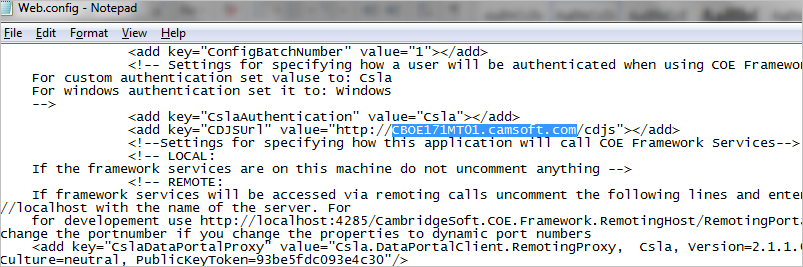 Web.config - Notepad
File Edit Format View Help
<add key="ConfigBatchNumber" value="1"></add>
<!-- Settings for specifying how a user will be authenticated when using COE Framewo
For custom authentication set valuse to: Csla
For windows authentication set it to: Windows
-->
<add key="CslaAuthentication" value="Csla"></add>
<add key="CDJSUrl" value="http://CBOE171MT01.camsoft.com/cdjs"></add>
<!--Settings for specifying how this application will call COE Framework Services-->
<!-- LOCAL:
If the framework services are on this machine do not uncomment anything -->
<!-- REMOTE:
If framework services will be accessed via remoting calls uncomment the following lines and ente
//localhost with the name of the server. For
for developement use http://localhost:4285/CambridgeSoft.COE.Framework.RemotingHost/RemotingPort
change the portnumber if you change the properties to dynamic port numbers
<add key="CslaDataPortalProxy" value="Csla.DataPortalClient.RemotingProxy, Csla, Version=2.1.1.0
Culture=neutral, PublicKeyToken=93be5fdc093e4c30"/>